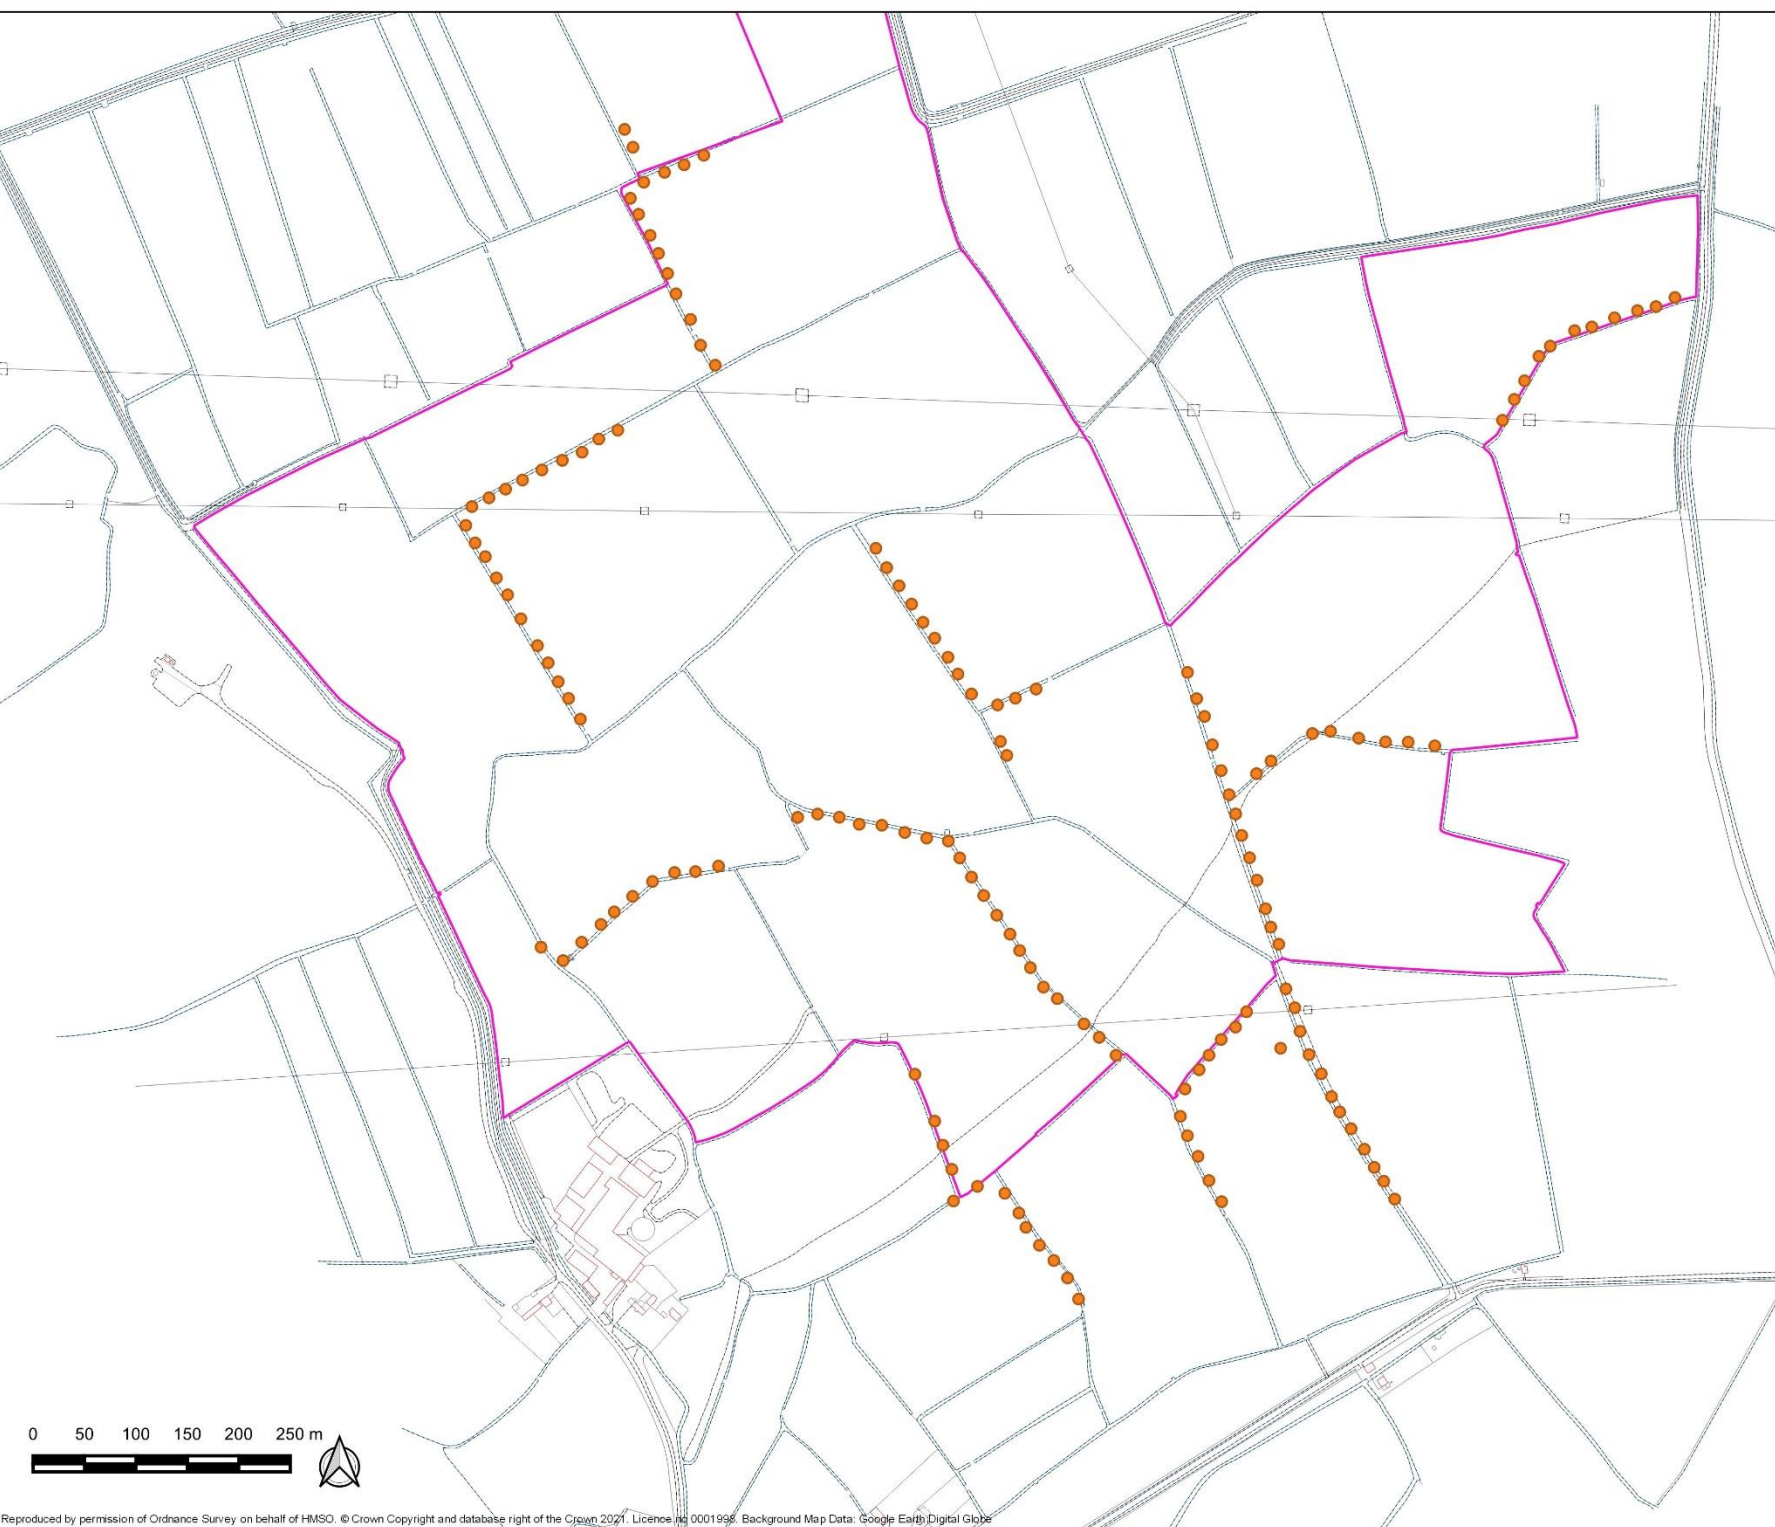 0 50 100 150 200 250 m
Reproduced by permission of Ordnance Survey on behalf of HMSO. © Crown Copyright and database right of the Crown 2021. Licence no 0001998. Background Map Data: Google Earth Digital Globe